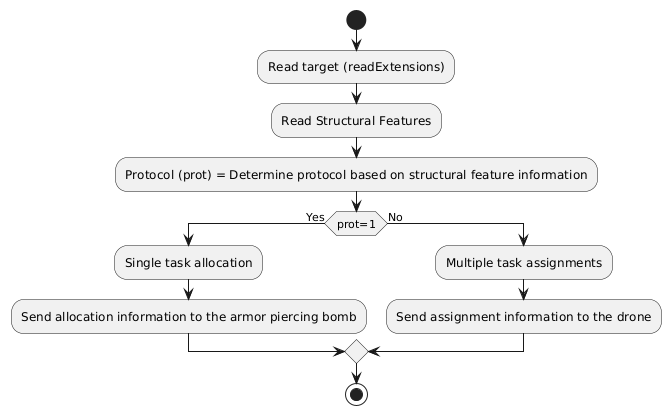 Read target (readExtensions)
Read Structural Features
Protocol (prot) = Determine protocol based on structural feature information
Yes
prot=1
No
Single task allocation
Multiple task assignments
Send allocation information to the armor piercing bomb
Send assignment information to the drone